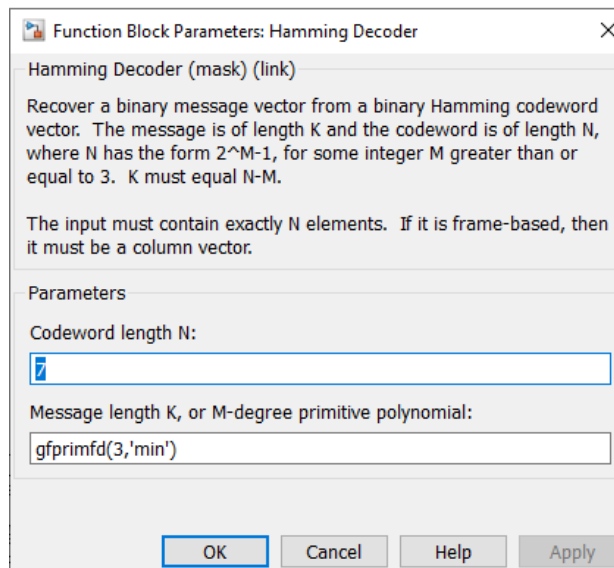 Function Block Parameters: Hamming Decoder
Hamming Decoder (mask) (link)
Recover a binary message vector from a binary Hamming codeword
vector.  The message is of length K and the codeword is of length N,
where N has the form 2^M-1, for some integer M greater than or
equal to 3.  K must equal N-M.
The input must contain exactly N elements.  If it is frame-based, then
it must be a column vector.
Parameters
Codeword length N:
7
Message length K, or M-degree primitive polynomial:
gfprimfd(3,'min')
OK Cancel Help Apply